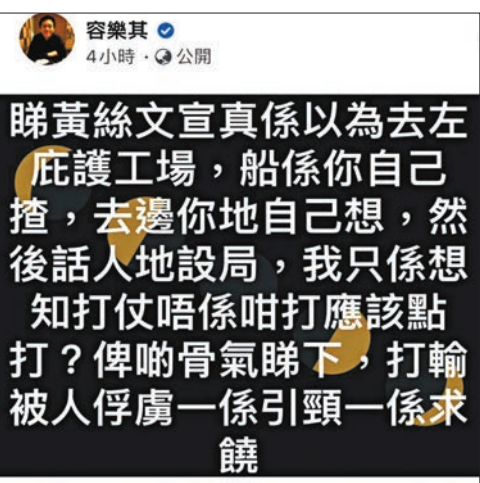 容樂其
4小時 · 公開
睇黃絲文宣真係以為去左
庇護工場，船係你自己
揸，去邊你地自己想，然
後話人地設局，我只係想
知打仗唔係咁打應該點
打？俾啲骨氣睇下，打輸
被人俘虜一係引頸一係求
饒